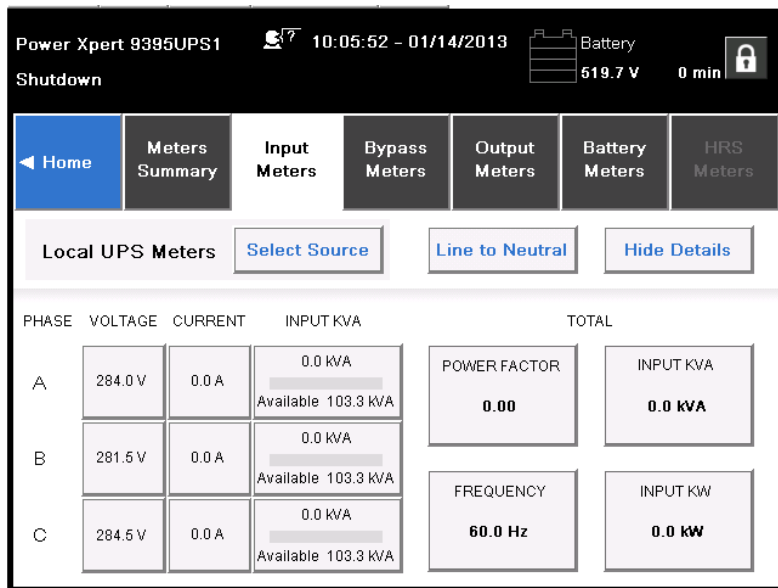 Power Xpert 9395UPS1
?
10:05:52 - 01/14/2013
Battery
Shutdown
519.7 V
0 min
Home
Meters
Summary
Input
Meters
Bypass
Meters
Output
Meters
Battery
Meters
HRS
Meters
Local UPS Meters
Select Source
Line to Neutral
Hide Details
PHASE VOLTAGE CURRENT INPUT KVA
TOTAL
A
284.0 V
0.0 A
0.0 kVA
Available 103.3 kVA
POWER FACTOR
0.00
INPUT KVA
0.0 kVA
B
281.5 V
0.0 A
0.0 kVA
Available 103.3 kVA
FREQUENCY
60.0 Hz
INPUT KW
0.0 kW
C
284.5 V
0.0 A
0.0 kVA
Available 103.3 kVA